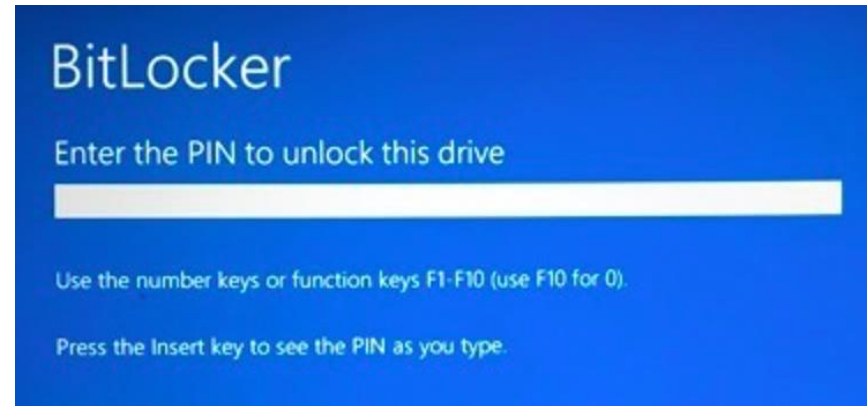 BitLocker
Enter the PIN to unlock this drive
Use the number keys or function keys F1-F10 (use F10 for 0).
Press the Insert key to see the PIN as you type.